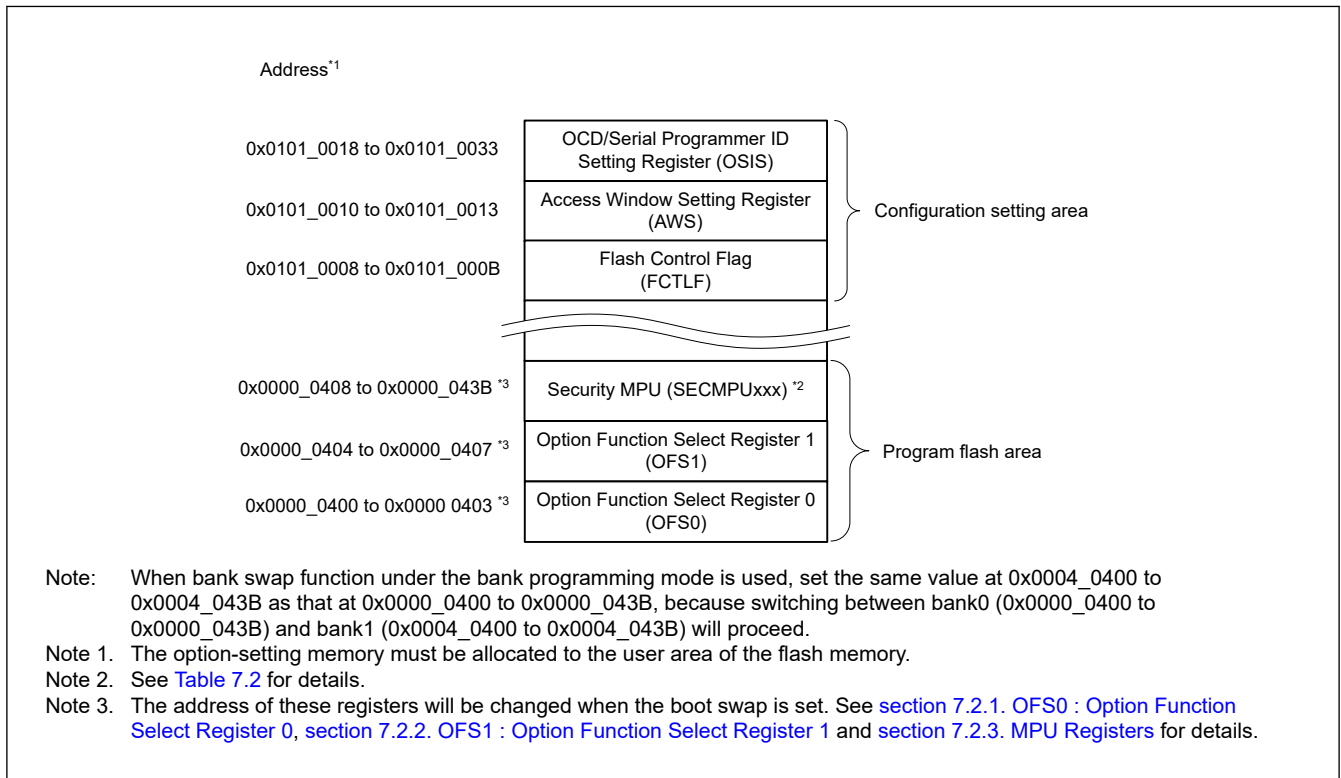 Address*1
0x0101_0018 to 0x0101_0033
OCD/Serial Programmer ID
Setting Register (OSIS)
0x0101_0010 to 0x0101_0013
Access Window Setting Register
(AWS)
Configuration setting area
0x0101_0008 to 0x0101_000B
Flash Control Flag
(FCTLF)
0x0000_0408 to 0x0000_043B *3
Security MPU (SECMPUxxx) *2
0x0000_0404 to 0x0000_0407 *3
Option Function Select Register 1
(OFS1)
Program flash area
0x0000_0400 to 0x0000 0403 *3
Option Function Select Register 0
(OFS0)
Note: When bank swap function under the bank programming mode is used, set the same value at 0x0004_0400 to
0x0004_043B as that at 0x0000_0400 to 0x0000_043B, because switching between bank0 (0x0000_0400 to
0x0000_043B) and bank1 (0x0004_0400 to 0x0004_043B) will proceed.
Note 1. The option-setting memory must be allocated to the user area of the flash memory.
Note 2. See Table 7.2 for details.
Note 3. The address of these registers will be changed when the boot swap is set. See section 7.2.1. OFS0 : Option Function
Select Register 0, section 7.2.2. OFS1 : Option Function Select Register 1 and section 7.2.3. MPU Registers for details.